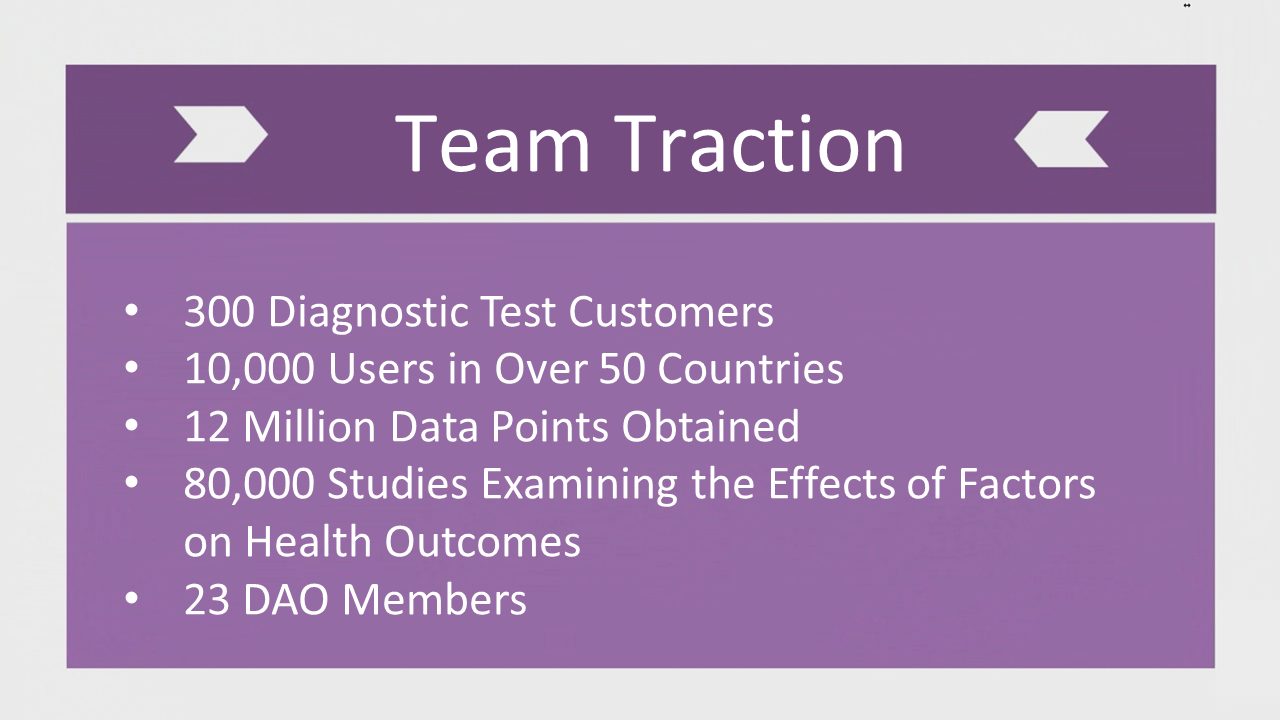 Team Traction
• 300 Diagnostic Test Customers
• 10,000 Users in Over 50 Countries
• 12 Million Data Points Obtained
• 80,000 Studies Examining the Effects of Factors
on Health Outcomes
• 23 DAO Members